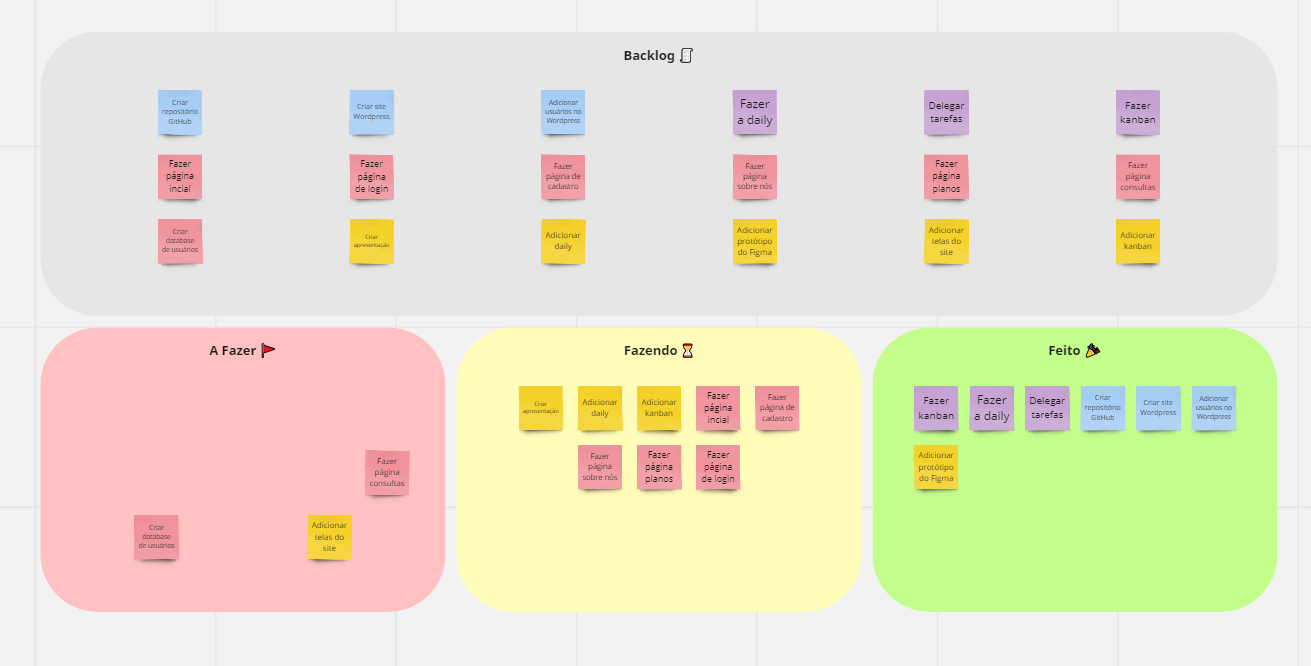 Backlog
Criar
repositório
GitHub
Criar site
Wordpress
Adicionar
usuários no
Wordpress
Fazer
a daily
Delegar
tarefas
Fazer
kanban
Fazer
página
incial
Fazer
página
de login
Fazer
página de
cadastro
Fazer
página
sobre nós
Fazer
página
planos
Fazer
página
consultas
Criar
database
de usuários
Criar
apresentação
Adicionar
daily
Adicionar
protótipo
do Figma
Adicionar
telas do
site
Adicionar
kanban
A Fazer
Fazer
página
consultas
Criar
database
de usuários
Adicionar
telas do
site
Fazendo
Criar
apresentação
Adicionar
daily
Adicionar
kanban
Fazer
página
incial
Fazer
página de
cadastro
Fazer
página
sobre nós
Fazer
página
planos
Fazer
página
de login
Feito
Fazer
kanban
Fazer
a daily
Delegar
tarefas
Criar
repositório
GitHub
Criar site
Wordpress
Adicionar
usuários no
Wordpress
Adicionar
protótipo
do Figma